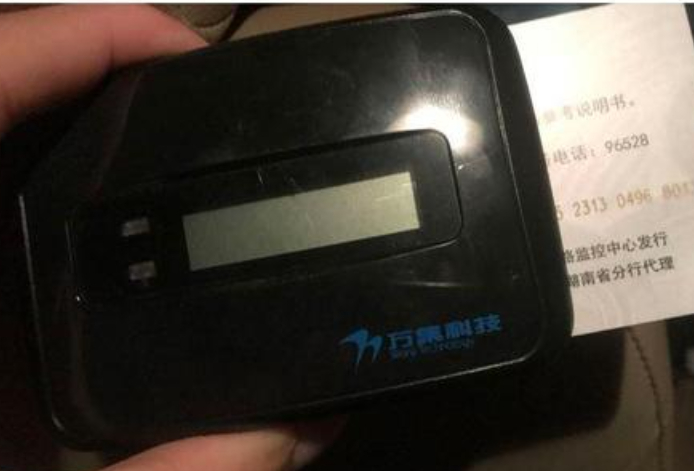 参考说明书。
电话：96528
2313 0496 801
路监控中心发行
湖南省分行代理
万集科技